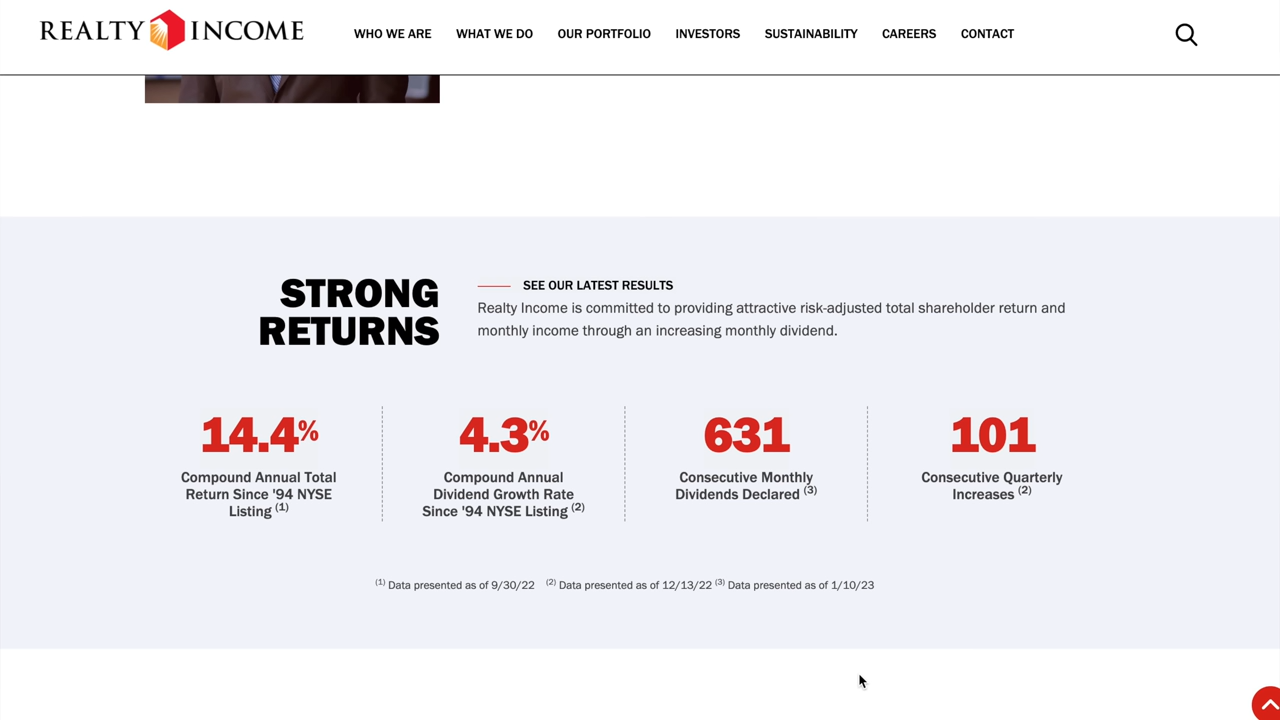 REALTY INCOME
WHO WE ARE WHAT WE DO OUR PORTFOLIO INVESTORS SUSTAINABILITY CAREERS CONTACT
STRONG
RETURNS
SEE OUR LATEST RESULTS
Realty Income is committed to providing attractive risk-adjusted total shareholder return and
monthly income through an increasing monthly dividend.
14.4%
Compound Annual Total
Return Since '94 NYSE
Listing (1)
4.3%
Compound Annual
Dividend Growth Rate
Since '94 NYSE Listing (2)
631
Consecutive Monthly
Dividends Declared (3)
101
Consecutive Quarterly
Increases (2)
(1) Data presented as of 9/30/22 (2) Data presented as of 12/13/22 (3) Data presented as of 1/10/23